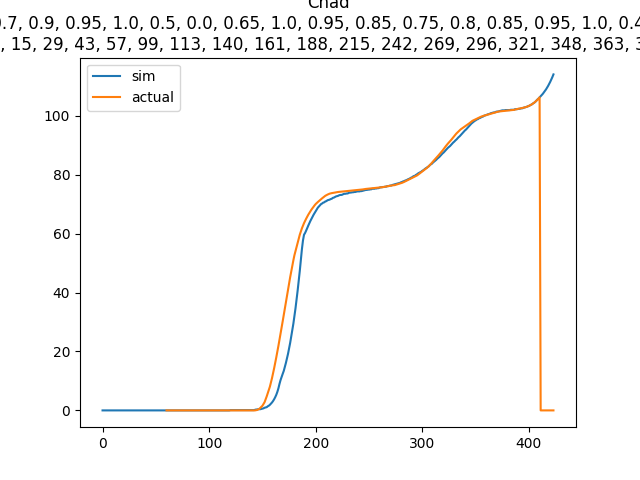 Chad
0.7, 0.9, 0.95, 1.0, 0.5, 0.0, 0.65, 1.0, 0.95, 0.85, 0.75, 0.8, 0.85, 0.95, 1.0, 0.4
, 15, 29, 43, 57, 99, 113, 140, 161, 188, 215, 242, 269, 296, 321, 348, 363, 3
sim
actual
100
80
60
40
20
0
0 100 200 300 400